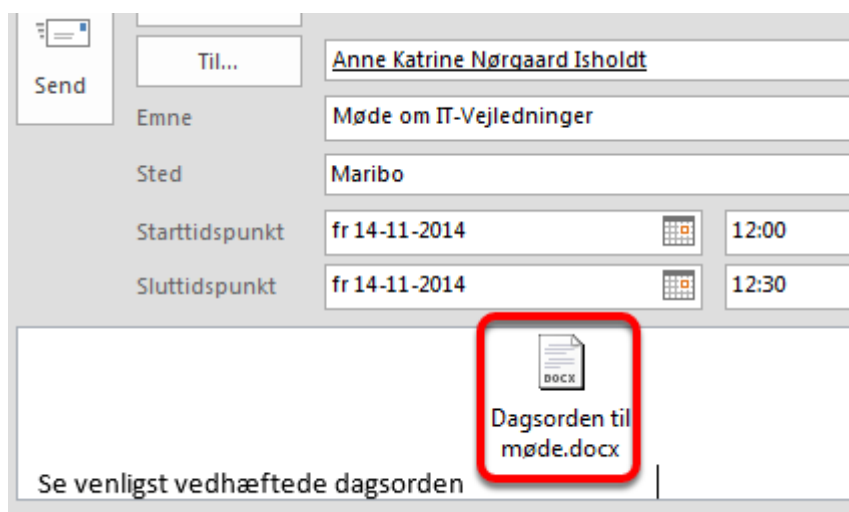 Send
Til...
Anne Katrine Nørgaard Isholdt
Emne
Møde om IT-Vejledninger
Sted
Maribo
Starttidspunkt
fr 14-11-2014
12:00
Sluttidspunkt
fr 14-11-2014
12:30
DOCX
Dagsorden til
møde.docx
Se venligst vedhæftede dagsorden